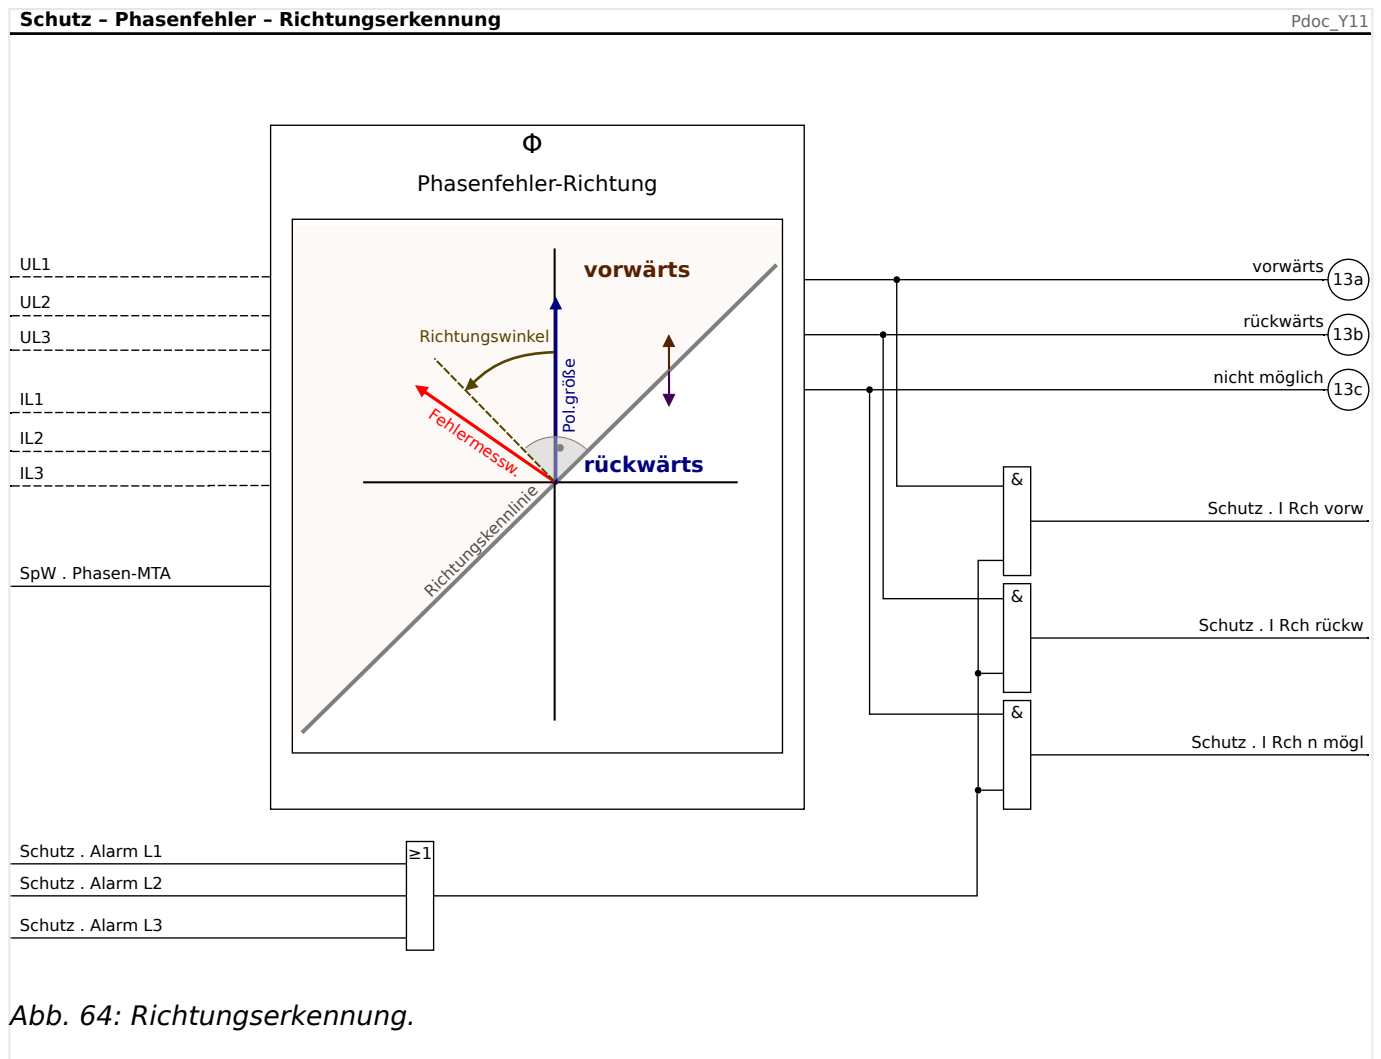 Schutz – Phasenfehler – Richtungserkennung
Pdoc_Y11
Φ
Phasenfehler-Richtung
UL1
UL2
UL3
IL1
IL2
IL3
SpW . Phasen-MTA
vorwärts
Richtungswinkel
Pol.größe
Fehlermessw.
rückwärts
Richtungskennlinie
vorwärts
13a
rückwärts
13b
nicht möglich
13c
&
Schutz . I Rch vorw
&
Schutz . I Rch rückw
&
Schutz . I Rch n mögl
Schutz . Alarm L1
≥1
Schutz . Alarm L2
Schutz . Alarm L3
Abb. 64: Richtungserkennung.